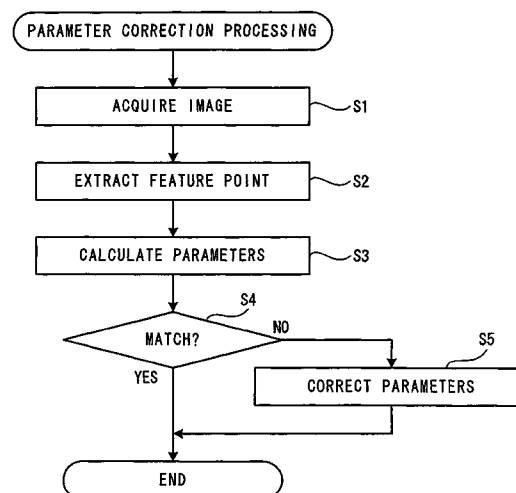 PARAMETER CORRECTION PROCESSING
ACQUIRE IMAGE
S1
EXTRACT FEATURE POINT
S2
CALCULATE PARAMETERS
S3
S4
MATCH?
NO
YES
S5
CORRECT PARAMETERS
END